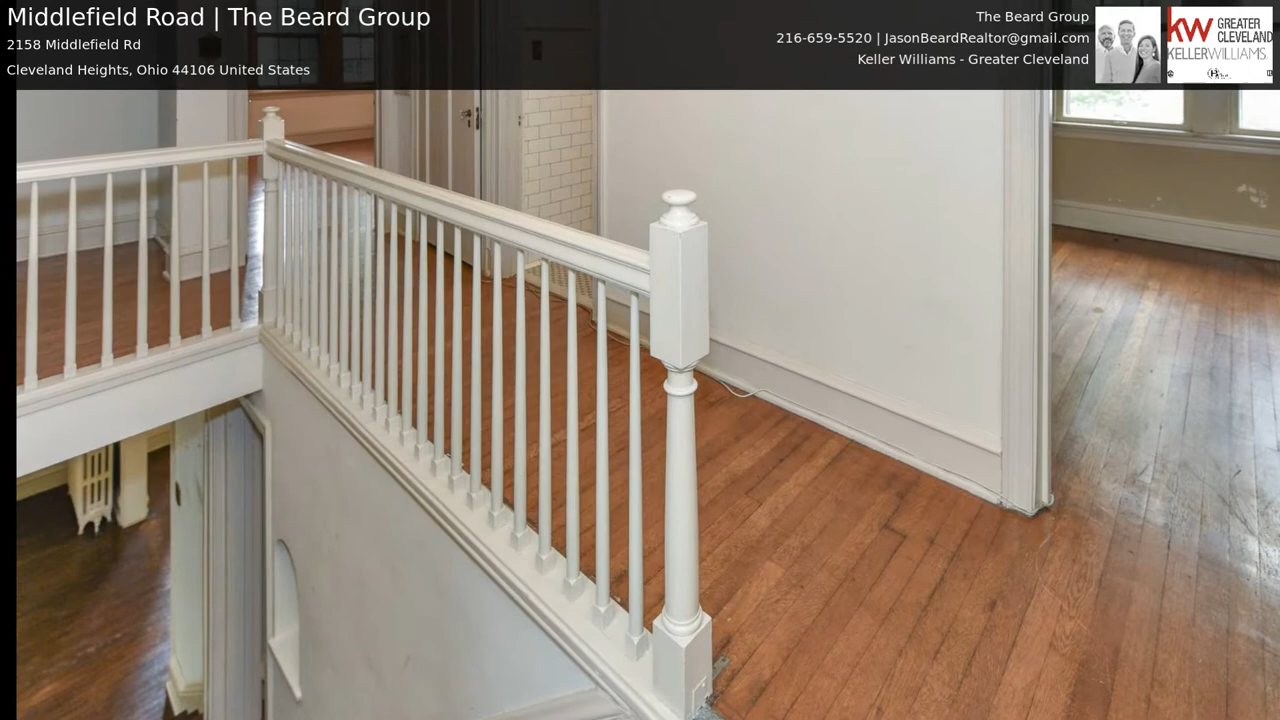 Middlefield Road | The Beard Group
2158 Middlefield Rd
Cleveland Heights, Ohio 44106 United States
The Beard Group
216-659-5520 | JasonBeardRealtor@gmail.com
Keller Williams - Greater Cleveland
KW GREATER
CLEVELAND
KELLERWILLIAMS.